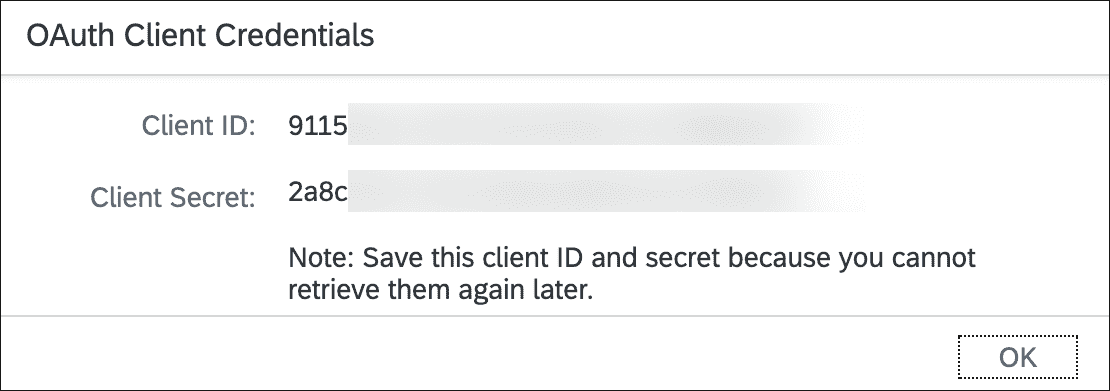 OAuth Client Credentials
Client ID: 9115
Client Secret: 2a8c
Note: Save this client ID and secret because you cannot
retrieve them again later.
OK